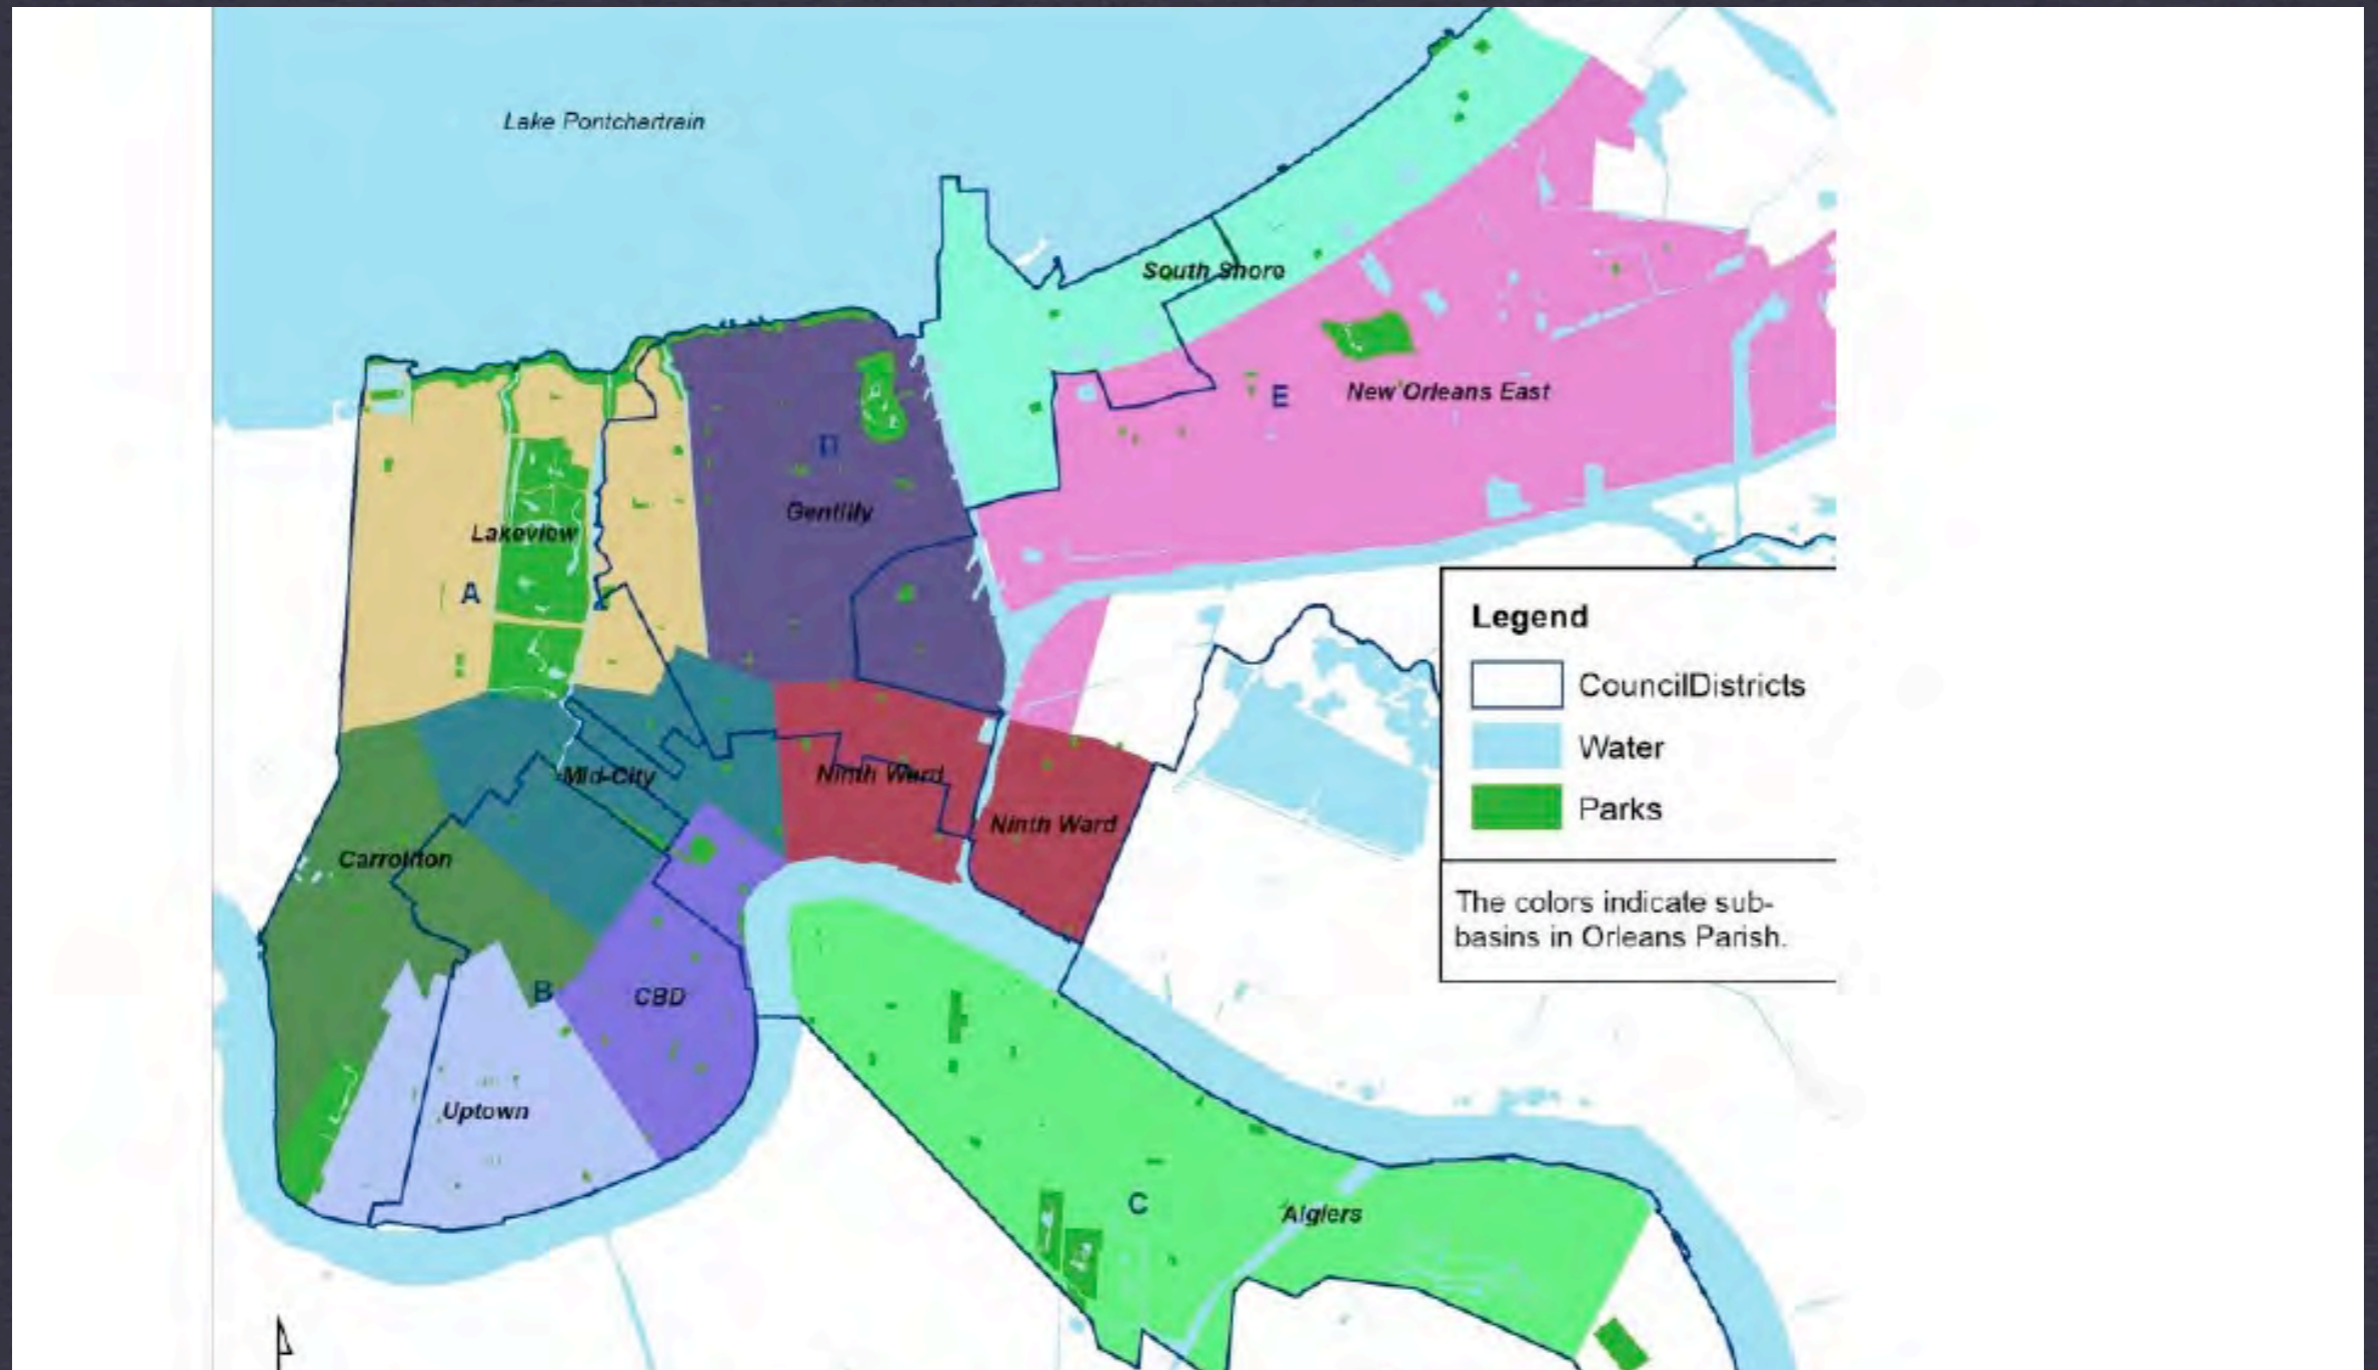 Lake Pontchartrain
South Shore
E
New Orleans East
D
Gentilly
Lakeview
A
Legend
CouncilDistricts
Water
Parks
Mid-City
Ninth Ward
Ninth Ward
Carrollton
The colors indicate sub-
basins in Orleans Parish.
B
CBD
Uptown
C
Algiers